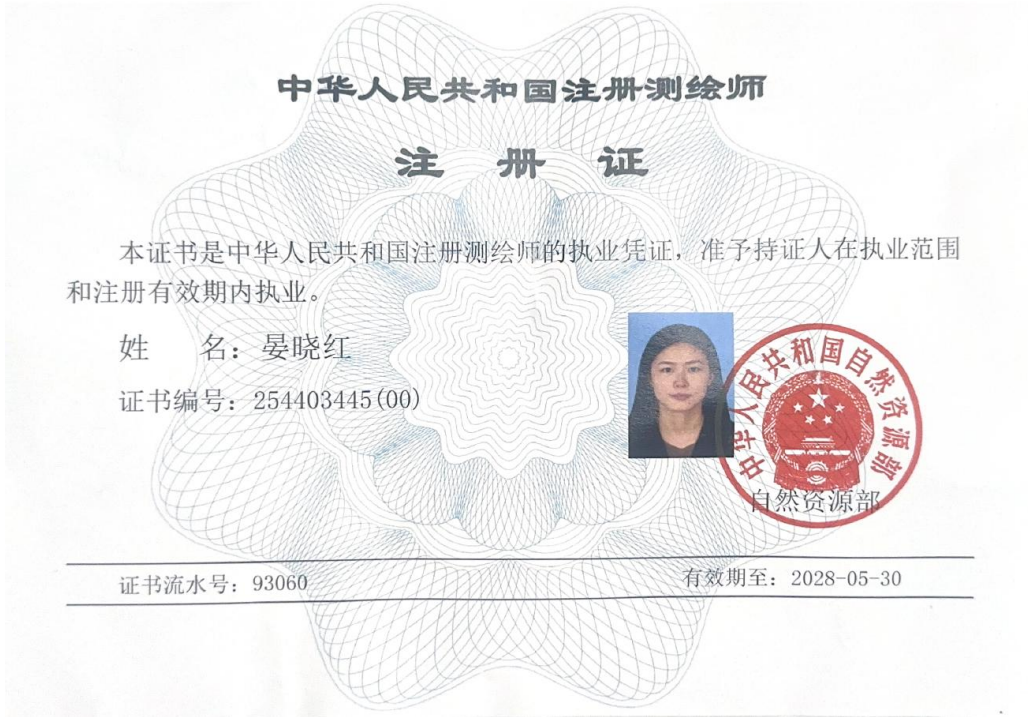 中华人民共和国注册测绘师
注 册 证
本证书是中华人民共和国注册测绘师的执业凭证，准予持证人在执业范围
和注册有效期内执业。
姓 名：晏晓红
证书编号：254403445(00)
中华人民共和国自然资源部
自然资源部
证书流水号：93060
有效期至：2028-05-30